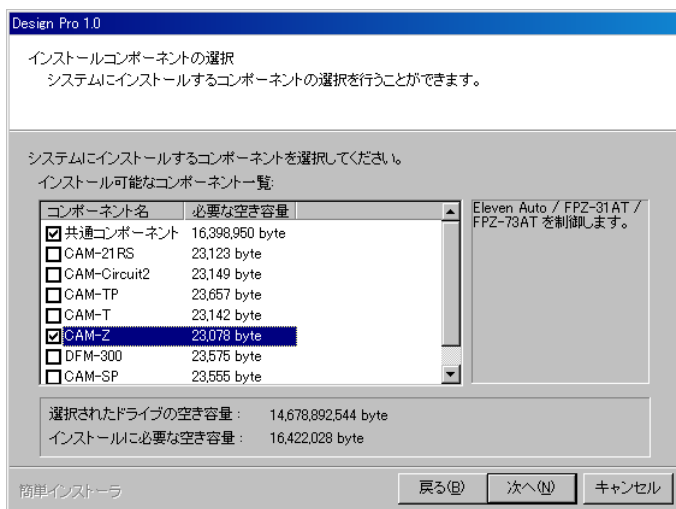 Design Pro 1.0
インストールコンポーネントの選択
システムにインストールするコンポーネントの選択を行うことができます。
システムにインストールするコンポーネントを選択してください。
インストール可能なコンポーネント一覧:
コンポーネント名 必要な空き容量
共通コンポーネント 16,398,950 byte
CAM-21RS 23,123 byte
CAM-Circuit2 23,149 byte
CAM-TP 23,657 byte
CAM-T 23,142 byte
CAM-Z 23,078 byte
DFM-300 23,575 byte
CAM-SP 23,555 byte
Eleven Auto / FPZ-31AT /
FPZ-73AT を制御します。
選択されたドライブの空き容量: 14,678,892,544 byte
インストールに必要な空き容量: 16,422,028 byte
簡単インストーラ
戻る(B) 次へ(N) キャンセル